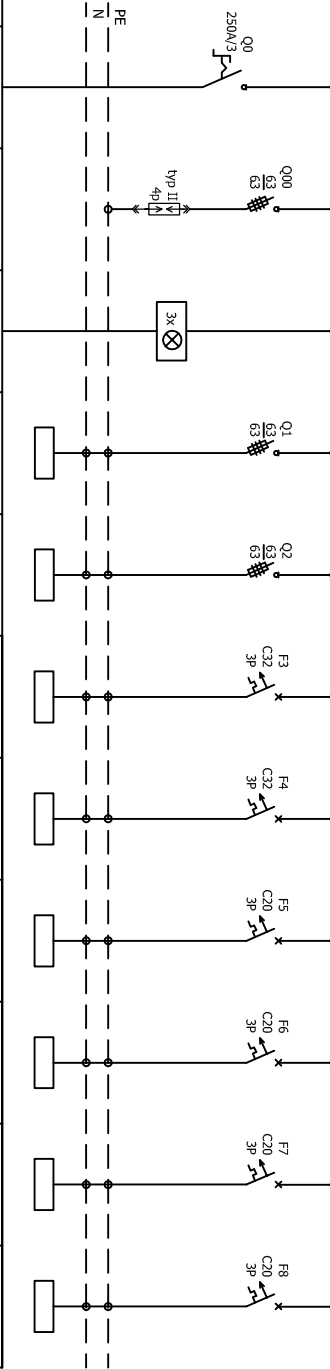 PE
N
Q0
250A/3
Q00
63
63
typ II
4p
3x
Q1
63
63
Q2
63
63
F3
C32
3P
F4
C32
3P
F5
C20
3P
F6
C20
3P
F7
C20
3P
F8
C20
3P